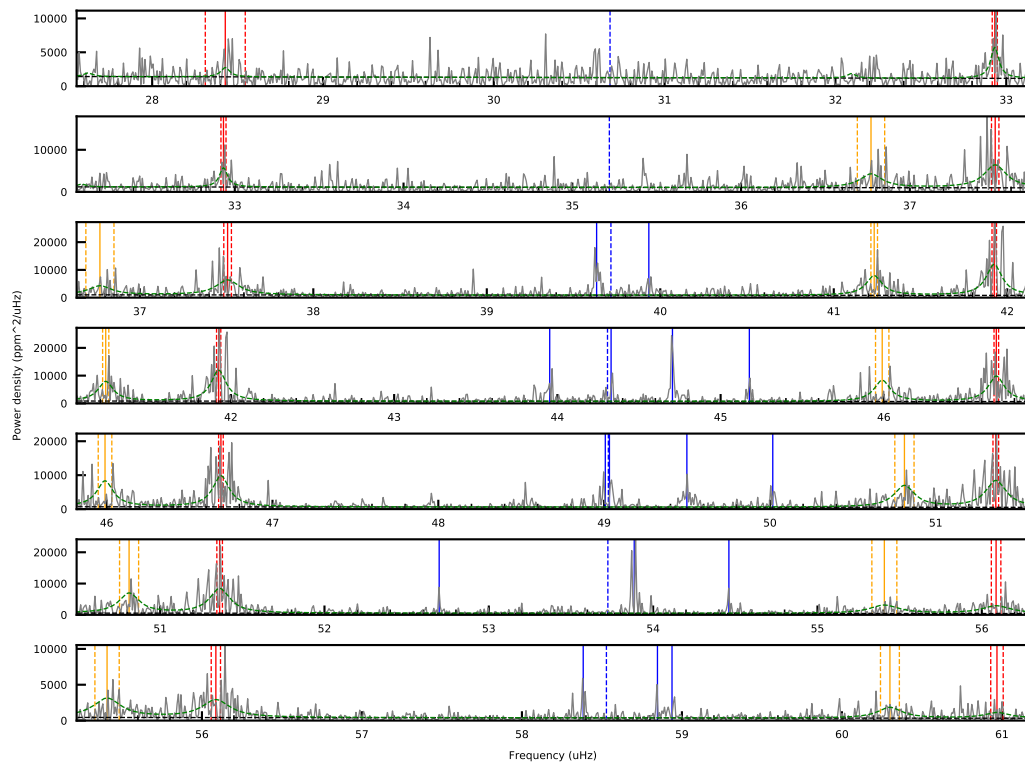 10000
5000
0
28 29 30 31 32 33
10000
0
33 34 35 36 37
20000
10000
0
37 38 39 40 41 42
20000
10000
0
42 43 44 45 46
20000
10000
0
46 47 48 49 50 51
20000
10000
0
51 52 53 54 55 56
10000
5000
0
56 57 58 59 60 61
Power density (ppm^2/uHz)
Frequency (uHz)